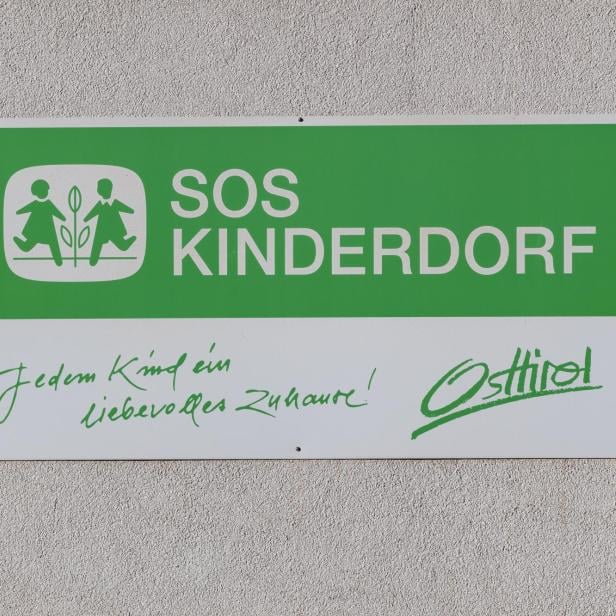 SOS
KINDERDORF
Jedem Kind ein
liebevolles Zuhause!
Osttirol